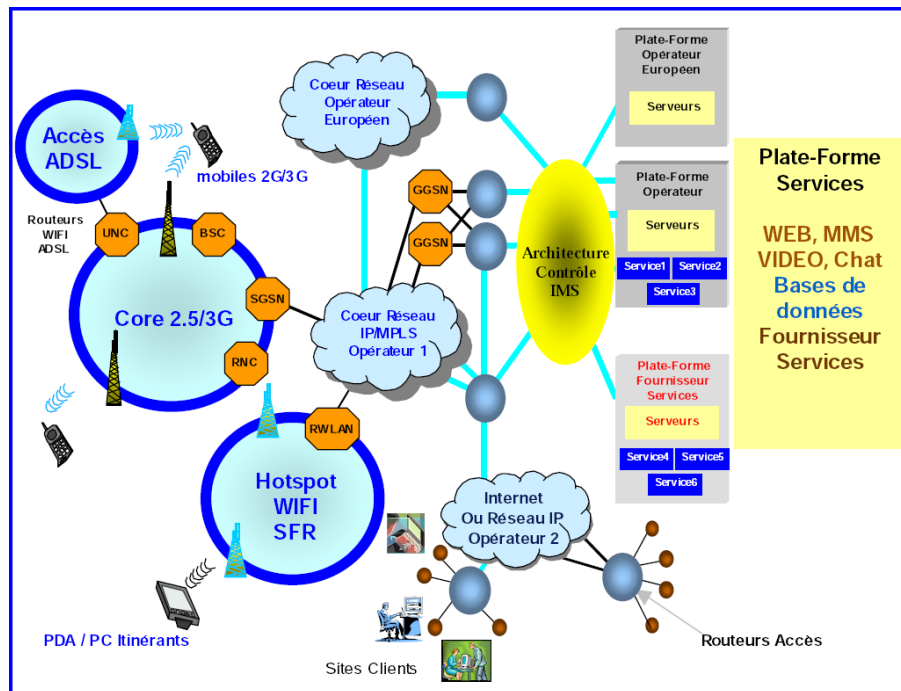 Accès
ADSL
mobiles 2G/3G
Routeurs
WIFI
ADSL
UNC
BSC
SGSN
RNC
Core 2.5/3G
RWLAN
Hotspot
WIFI
SFR
PDA / PC Itinérants
Coeur Réseau
Opérateur
Européen
GGSN
GGSN
Coeur Réseau
IP/MPLS
Opérateur 1
Architecture
Contrôle
IMS
Internet
Ou Réseau IP
Opérateur 2
Sites Clients
Routeurs Accès
Plate-Forme
Opérateur
Européen
Serveurs
Plate-Forme
Operateur
Serveurs
Service1 Service2
Service3
Plate-Forme
Fournisseur
Services
Serveurs
Service4 Service5
Service6
Plate-Forme
Services
WEB, MMS
VIDEO, Chat
Bases de
données
Fournisseur
Services